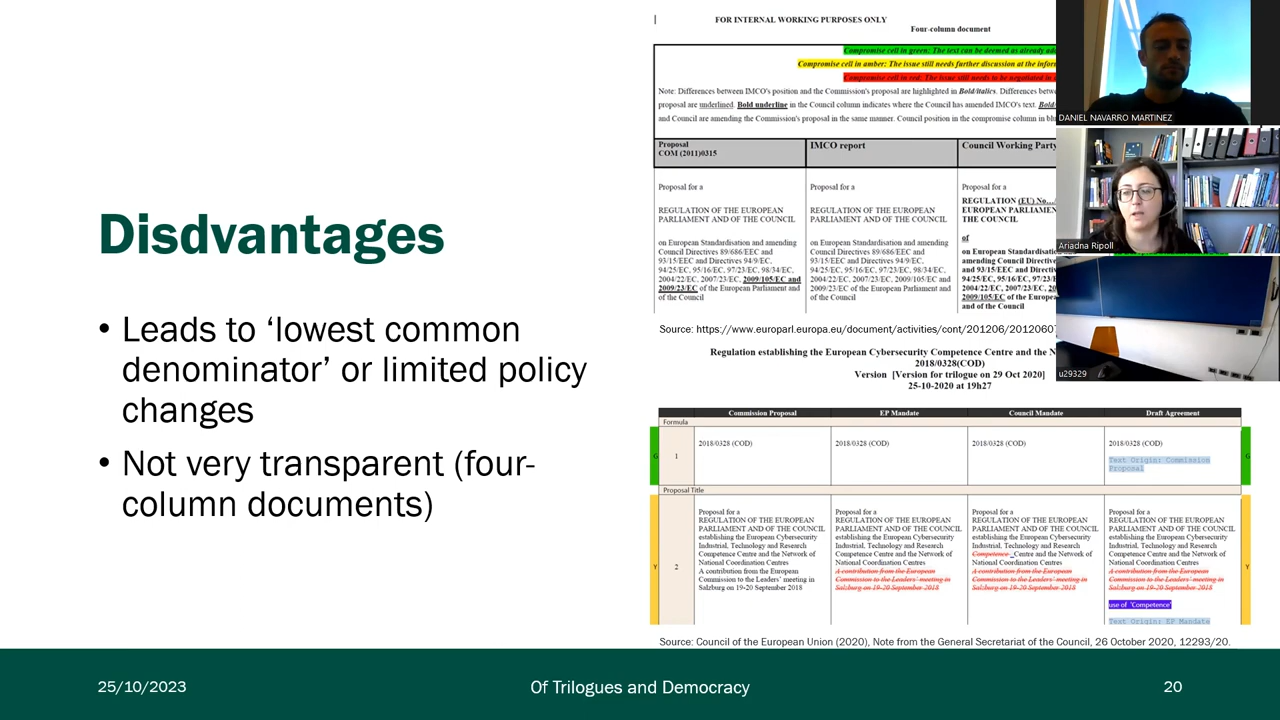 Disdvantages
• Leads to ‘lowest common
denominator’ or limited policy
changes
• Not very transparent (four-
column documents)
FOR INTERNAL WORKING PURPOSES ONLY
Four-column document
Compromise cell in green: The text can be deemed as already
Compromise cell in amber: The issue still needs further discussion at the
Compromise cell in red: The issue still needs to be negotiated in
Note: Differences between IMCO's position and the Commission's proposal are highlighted in Bold/italics. Differences
proposal are underlined. Bold underline in the Council column indicates where the Council has amended IMCO's text.
and Council are amending the Commission's proposal in the same manner. Council position in the compromise column in
Proposal
COM (2011)0315
IMCO report
Council Working Party
Proposal for a
REGULATION OF THE EUROPEAN
PARLIAMENT AND OF THE COUNCIL
on European Standardisation and amending
Council Directives 89/686/EEC and
93/15/EEC and Directives 94/9/EC,
94/25/EC, 95/16/EC, 97/23/EC, 98/34/EC,
2004/22/EC, 2007/23/EC, 2009/105/EC and
2009/23/EC of the European Parliament and
of the Council
Proposal for a
REGULATION OF THE EUROPEAN
PARLIAMENT AND OF THE COUNCIL
on European Standardisation and amending
Council Directives 89/686/EEC and
93/15/EEC and Directives 94/9/EC,
94/25/EC, 95/16/EC, 97/23/EC, 98/34/EC,
2004/22/EC, 2007/23/EC, 2009/105/EC and
2009/23/EC of the European Parliament and
of the Council
Proposal for a
REGULATION (EU) No
EUROPEAN
THE COUNCIL
of
on European
amending Council
and 93/15/EEC and
94/25/EC, 95/16/EC,
2004/22/EC, 2007/23/EC,
2009/105/EC of the
and of the Council
Source: https://www.europarl.europa.eu/document/activities/cont/201206/2012060
Regulation establishing the European Cybersecurity Competence Centre and the
2018/0328(COD)
Version [Version for trilogue on 29 Oct 2020]
25-10-2020 at 19h27
Commission Proposal
EP Mandate
Council Mandate
Draft Agreement
Formula
G
1
2018/0328 (COD)
2018/0328 (COD)
2018/0328 (COD)
2018/0328 (COD)
Text Origin: Commission
Proposal
G
Proposal Title
Y
2
Proposal for a
REGULATION OF THE EUROPEAN
PARLIAMENT AND OF THE COUNCIL
establishing the European Cybersecurity
Industrial, Technology and Research
Competence Centre and the Network of
National Coordination Centres
A contribution from the European
Commission to the Leaders' meeting in
Salzburg on 19-20 September 2018
Proposal for a
REGULATION OF THE EUROPEAN
PARLIAMENT AND OF THE COUNCIL
establishing the European Cybersecurity
Industrial, Technology and Research
Competence Centre and the Network of
National Coordination Centres
A contribution from the European
Commission to the Leaders' meeting in
Salzburg on 19-20 September 2018
Proposal for a
REGULATION OF THE EUROPEAN
PARLIAMENT AND OF THE COUNCIL
establishing the European Cybersecurity
Industrial, Technology and Research
Competence Centre and the Network of
National Coordination Centres
A contribution from the European
Commission to the Leaders' meeting in
Salzburg on 19-20 September 2018
Proposal for a
REGULATION OF THE EUROPEAN
PARLIAMENT AND OF THE COUNCIL
establishing the European Cybersecurity
Industrial, Technology and Research
Competence Centre and the Network of
National Coordination Centres
A contribution from the European
Commission to the Leaders' meeting in
Salzburg on 19-20 September 2018
use of "Competence"
Text Origin: EP Mandate
Y
Source: Council of the European Union (2020), Note from the General Secretariat of the Council, 26 October 2020, 12293/20.
DANIEL NAVARRO MARTINEZ
Ariadna Ripoll
u29329
25/10/2023
Of Trilogues and Democracy
20